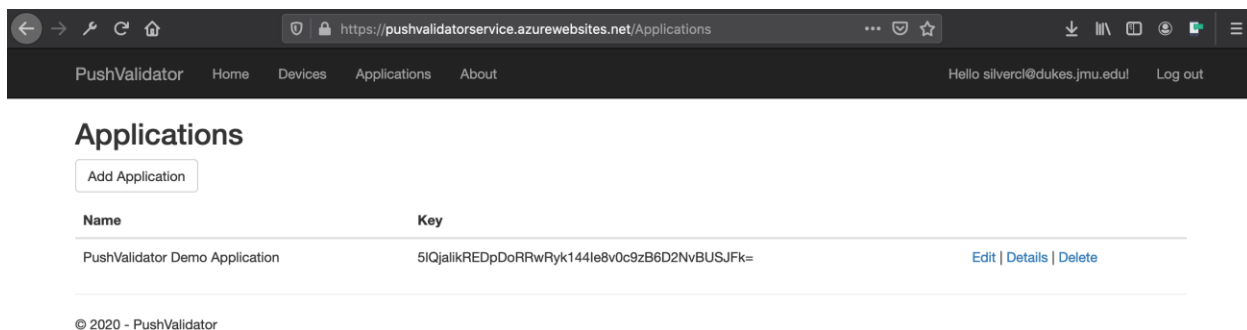 https://pushvalidatorservice.azurewebsites.net/Applications
PushValidator Home Devices Applications About Hello silvercl@dukes.jmu.edu! Log out
Applications
Add Application
Name Key
PushValidator Demo Application 5lQjalikREDpDoRRwRyk144Ie8v0c9zB6D2NvBUSJFk= Edit | Details | Delete
© 2020 - PushValidator